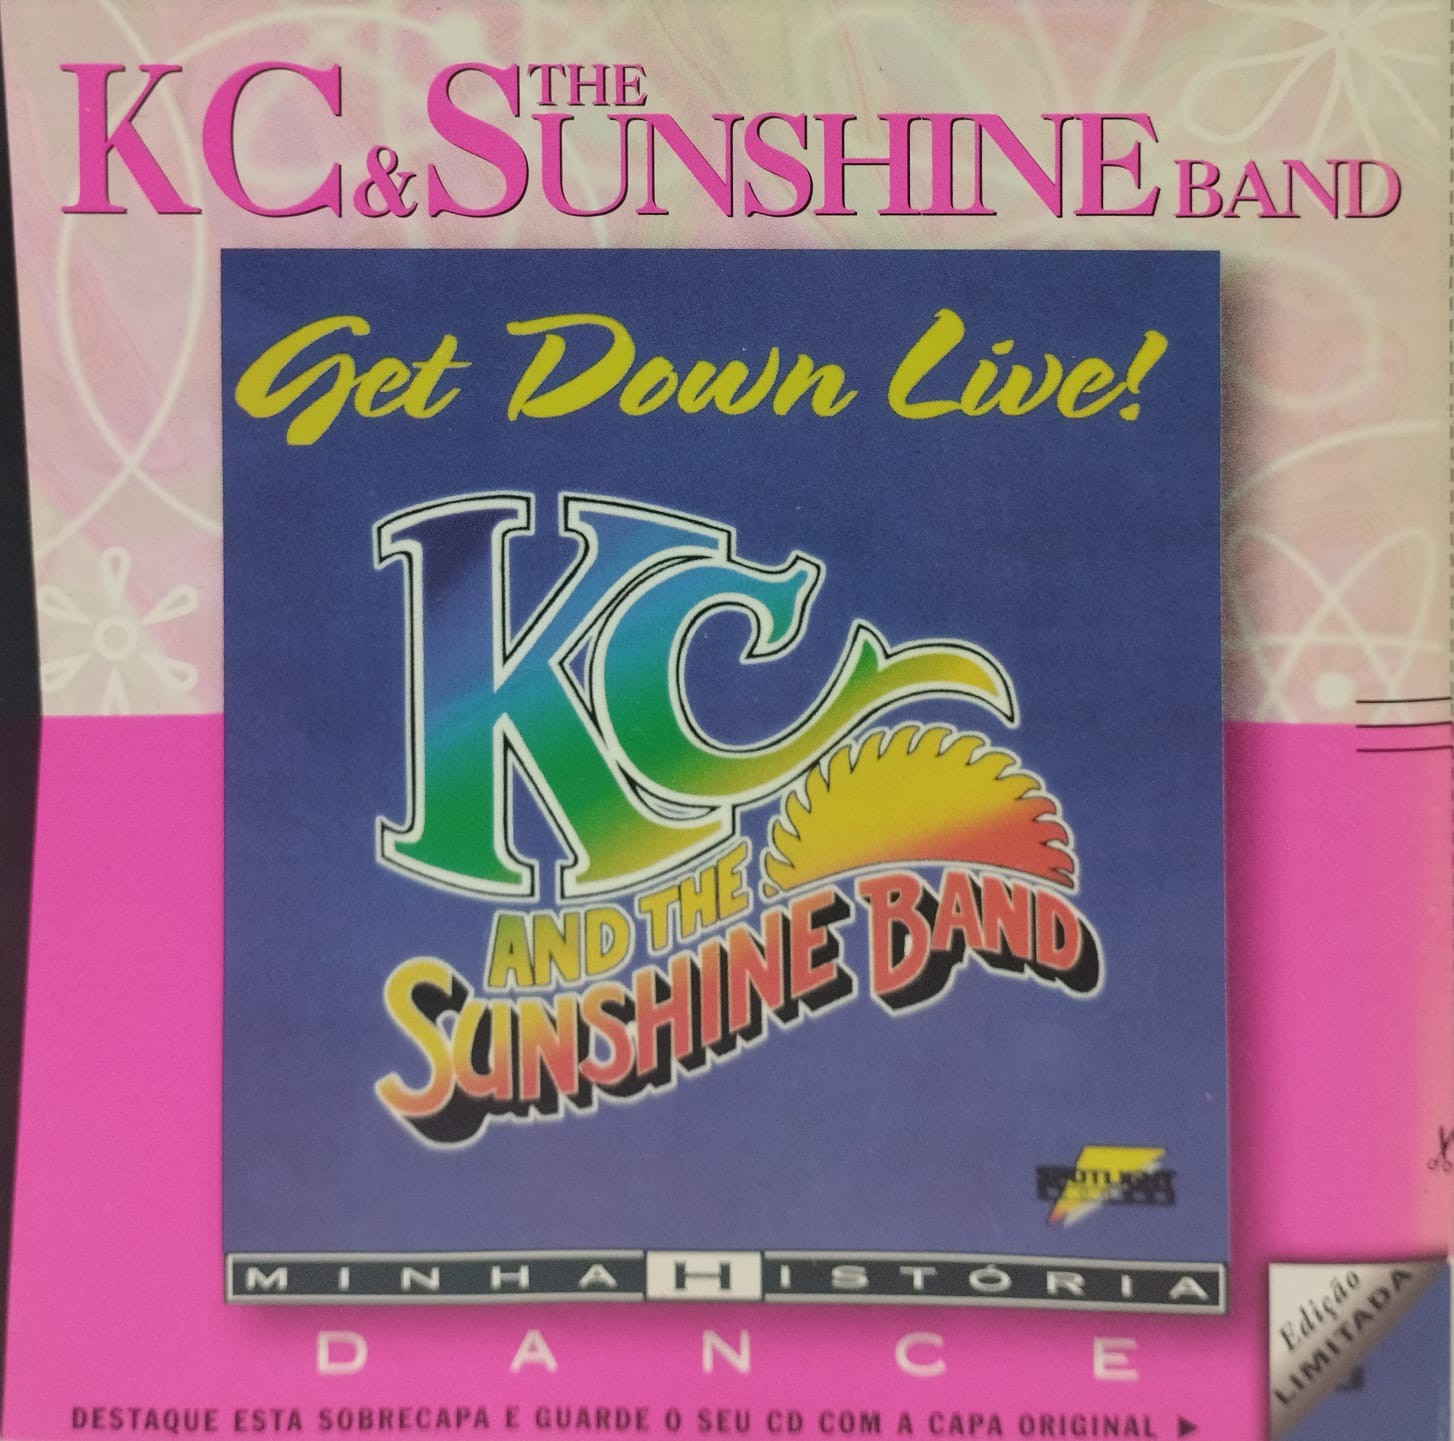 KC & THE SUNSHINE BAND
Get Down Live!
KC
AND THE
SUNSHINE BAND
SPOTLIGHT
MINHA HISTÓRIA
DANCE
Edição
LIMITADA
DESTAQUE ESTA SOBRECAPA E GUARDE O SEU CD COM A CAPA ORIGINAL ▶